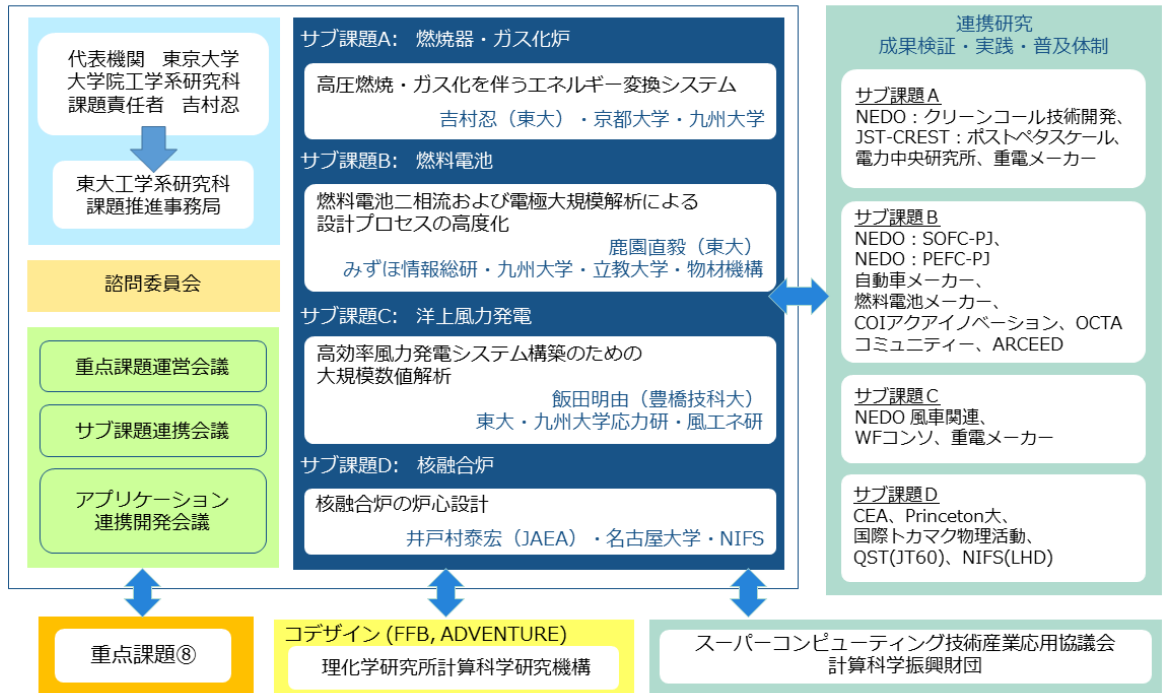 代表機関　東京大学
大学院工学系研究科
課題責任者　吉村忍
東大工学系研究科
課題推進事務局
諮問委員会
重点課題運営会議
サブ課題連携会議
アプリケーション
連携開発会議
サブ課題A:　燃焼器・ガス化炉
高圧燃焼・ガス化を伴うエネルギー変換システム
吉村忍（東大）・京都大学・九州大学
サブ課題B:　燃料電池
燃料電池二相流および電極大規模解析による
設計プロセスの高度化
鹿園直毅（東大）
みずほ情報総研・九州大学・立教大学・物材機構
サブ課題C:　洋上風力発電
高効率風力発電システム構築のための
大規模数値解析
飯田明由（豊橋技科大）
東大・九州大学応力研・風エネ研
サブ課題D:　核融合炉
核融合炉の炉心設計
井戸村泰宏（JAEA）・名古屋大学・NIFS
連携研究
成果検証・実践・普及体制
サブ課題A
NEDO：クリーンコール技術開発、
JST-CREST：ポストペタスケール、
電力中央研究所、重電メーカー
サブ課題B
NEDO：SOFC-PJ、
NEDO：PEFC-PJ
自動車メーカー、
燃料電池メーカー、
COIアクアイノベーション、OCTA
コミュニティー、ARCEED
サブ課題C
NEDO 風車関連、
WFコンソ、重電メーカー
サブ課題D
CEA、Princeton大、
国際トカマク物理活動、
QST(JT60)、NIFS(LHD)
重点課題⑧
コデザイン (FFB, ADVENTURE)
理化学研究所計算科学研究機構
スーパーコンピューティング技術産業応用協議会
計算科学振興財団